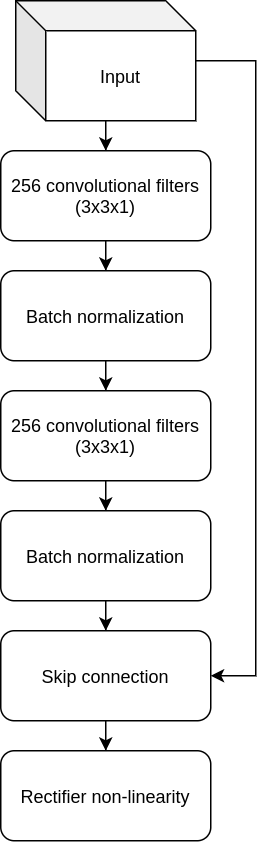 Input
256 convolutional filters
(3x3x1)
Batch normalization
256 convolutional filters
(3x3x1)
Batch normalization
Skip connection
Rectifier non-linearity